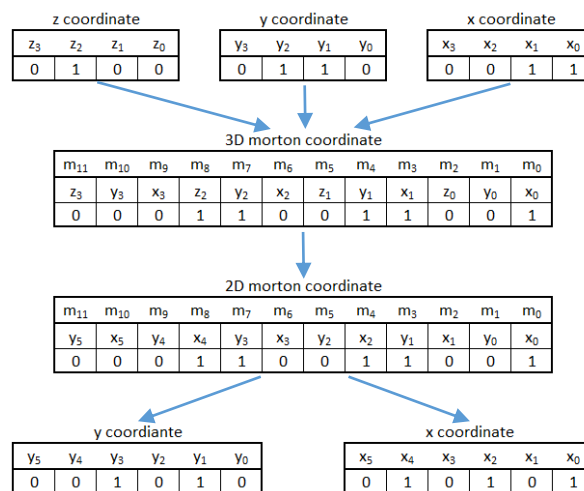 z coordinate y coordinate x coordinate
z₃ z₂ z₁ z₀ y₃ y₂ y₁ y₀ x₃ x₂ x₁ x₀
0 1 0 0 0 1 1 0 0 0 1 1
3D morton coordinate
m₁₁ m₁₀ m₉ m₈ m₇ m₆ m₅ m₄ m₃ m₂ m₁ m₀
z₃ y₃ x₃ z₂ y₂ x₂ z₁ y₁ x₁ z₀ y₀ x₀
0 0 0 1 1 0 0 1 1 0 0 1
2D morton coordinate
m₁₁ m₁₀ m₉ m₈ m₇ m₆ m₅ m₄ m₃ m₂ m₁ m₀
y₅ x₅ y₄ x₄ y₃ x₃ y₂ x₂ y₁ x₁ y₀ x₀
0 0 0 1 1 0 0 1 1 0 0 1
y coordiante x coordinate
y₅ y₄ y₃ y₂ y₁ y₀ x₅ x₄ x₃ x₂ x₁ x₀
0 0 1 0 1 0 0 1 0 1 0 1